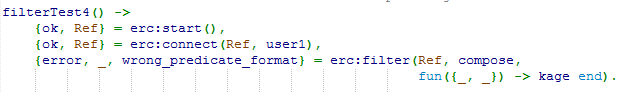 filterTest4() ->
{ok, Ref} = erc:start(),
{ok, Ref} = erc:connect(Ref, user1),
{error, _, wrong_predicate_format} = erc:filter(Ref, compose,
fun({_, _}) -> kage end).